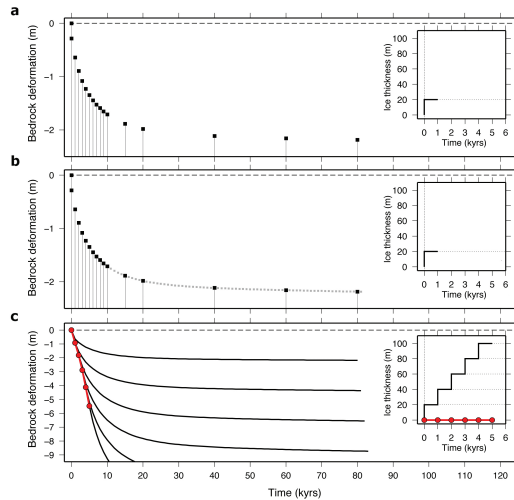 a
0
−1
−2
Bedrock deformation (m)
100
80
60
40
20
0
Ice thickness (m)
0 1 2 3 4 5 6
Time (kyrs)
b
0
−1
−2
Bedrock deformation (m)
100
80
60
40
20
0
Ice thickness (m)
0 1 2 3 4 5 6
Time (kyrs)
c
0
−1
−2
−3
−4
−5
−6
−7
−8
−9
Bedrock deformation (m)
100
80
60
40
20
0
Ice thickness (m)
0 1 2 3 4 5 6
Time (kyrs)
0 10 20 30 40 50 60 70 80 90 100 110 120
Time (kyrs)